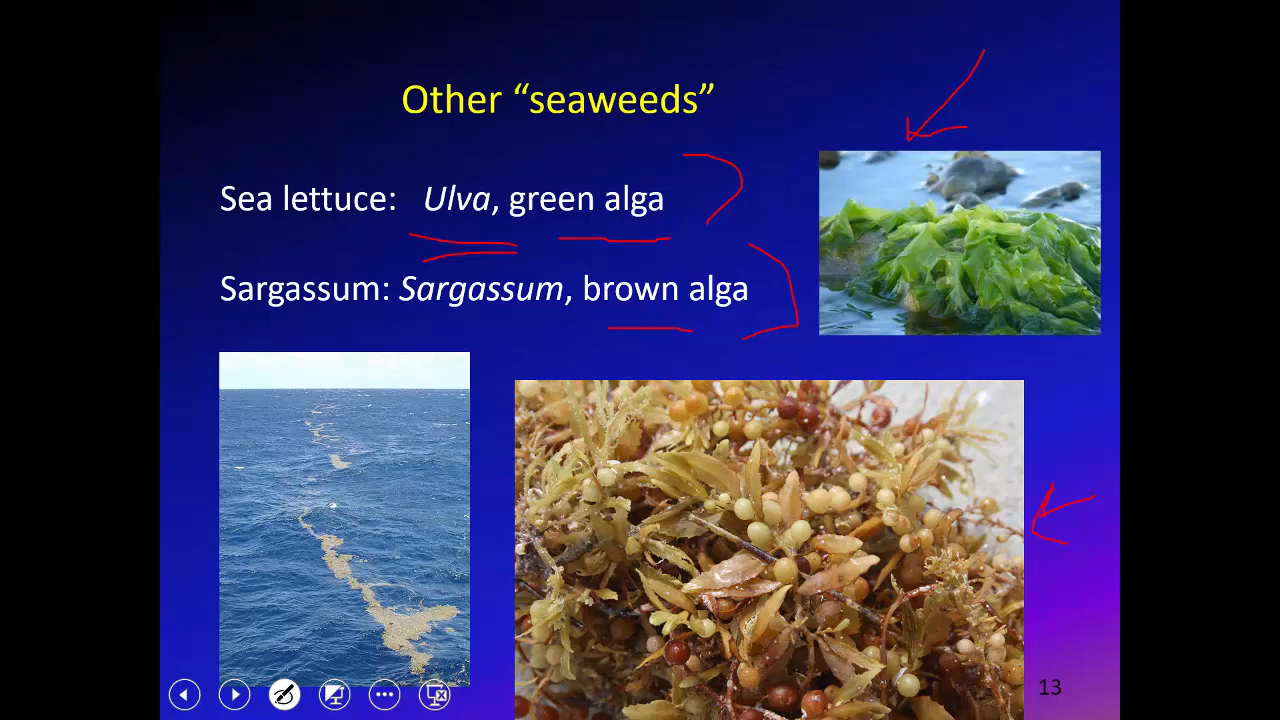 Other “seaweeds”
Sea lettuce: Ulva, green alga
Sargassum: Sargassum, brown alga
13